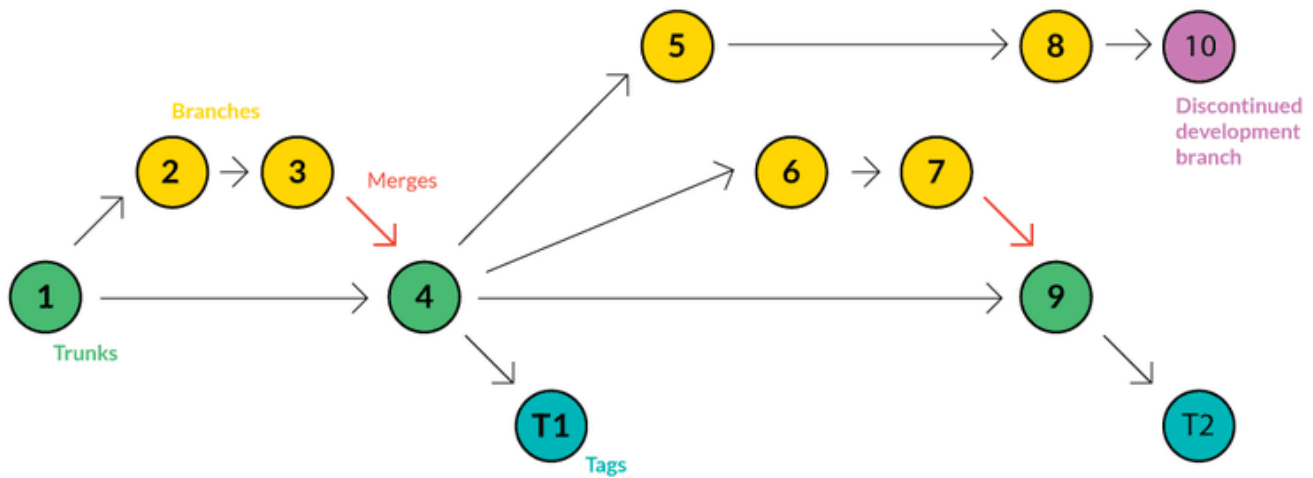 5
8
10
Branches
Discontinued
development
branch
2
3
Merges
6
7
1
4
9
Trunks
T1
T2
Tags